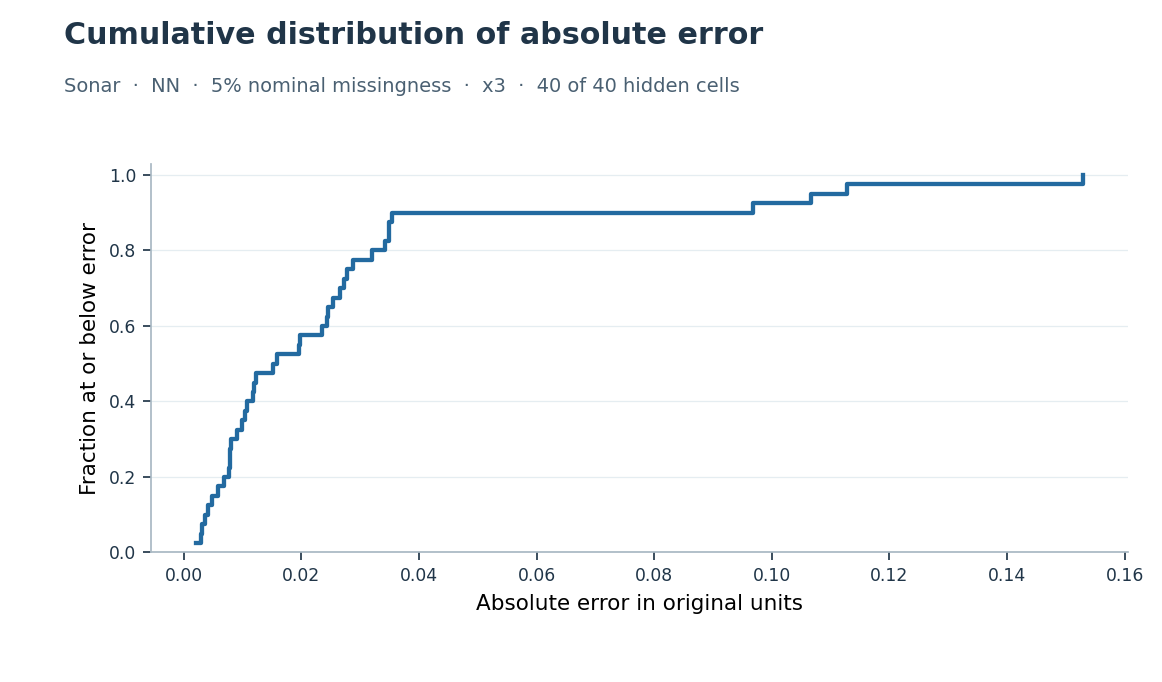 Cumulative distribution of absolute error
Sonar · NN · 5% nominal missingness · x3 · 40 of 40 hidden cells
1.0
0.8
0.6
0.4
0.2
0.0
Fraction at or below error
0.00 0.02 0.04 0.06 0.08 0.10 0.12 0.14 0.16
Absolute error in original units